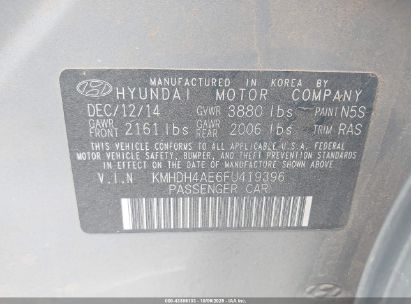 MANUFACTURED IN KOREA BY
HYUNDAI MOTOR COMPANY
DEC/12/14 GVWR 3880 lbs PAINT N5S
GAWR FRONT 2161 lbs GAWR REAR 2006 lbs TRIM RAS
THIS VEHICLE CONFORMS TO ALL APPLICABLE U.S.A. FEDERAL
MOTOR VEHICLE SAFETY, BUMPER, AND THEFT PREVENTION STANDARDS
IN EFFECT ON THE DATE OF MANUFACTURE SHOWN ABOVE.
V.I.N KMHDH4AE6FU419396
PASSENGER CAR